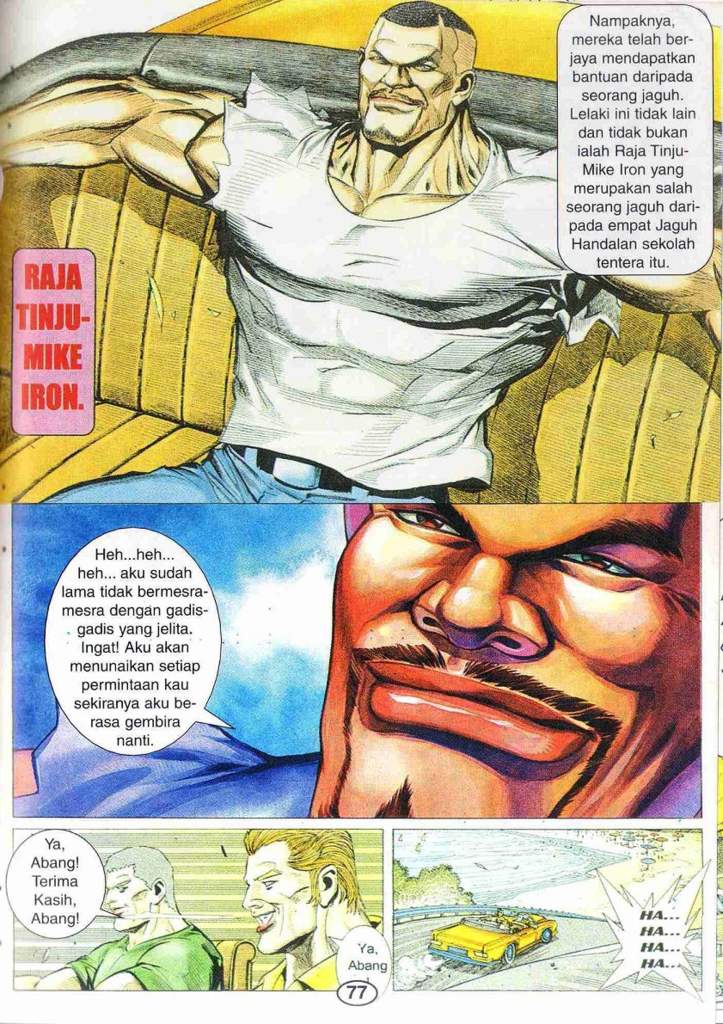 Nampaknya,
mereka telah ber-
jaya mendapatkan
bantuan daripada
seorang jaguh.
Lelaki ini tidak lain
dan tidak bukan
ialah Raja Tinju-
Mike Iron yang
merupakan salah
seorang jaguh dari-
pada empat Jaguh
Handalan sekolah
tentera itu.
RAJA
TINJU-
MIKE
IRON.
Heh...heh...
heh... aku sudah
lama tidak bermesra-
mesra dengan gadis-
gadis yang jelita.
Ingat! Aku akan
menunaikan setiap
permintaan kau
sekiranya aku be-
rasa gembira
nanti.
Ya,
Abang!
Terima
Kasih,
Abang!
Ya,
Abang
HA...
HA...
HA...
HA...
77